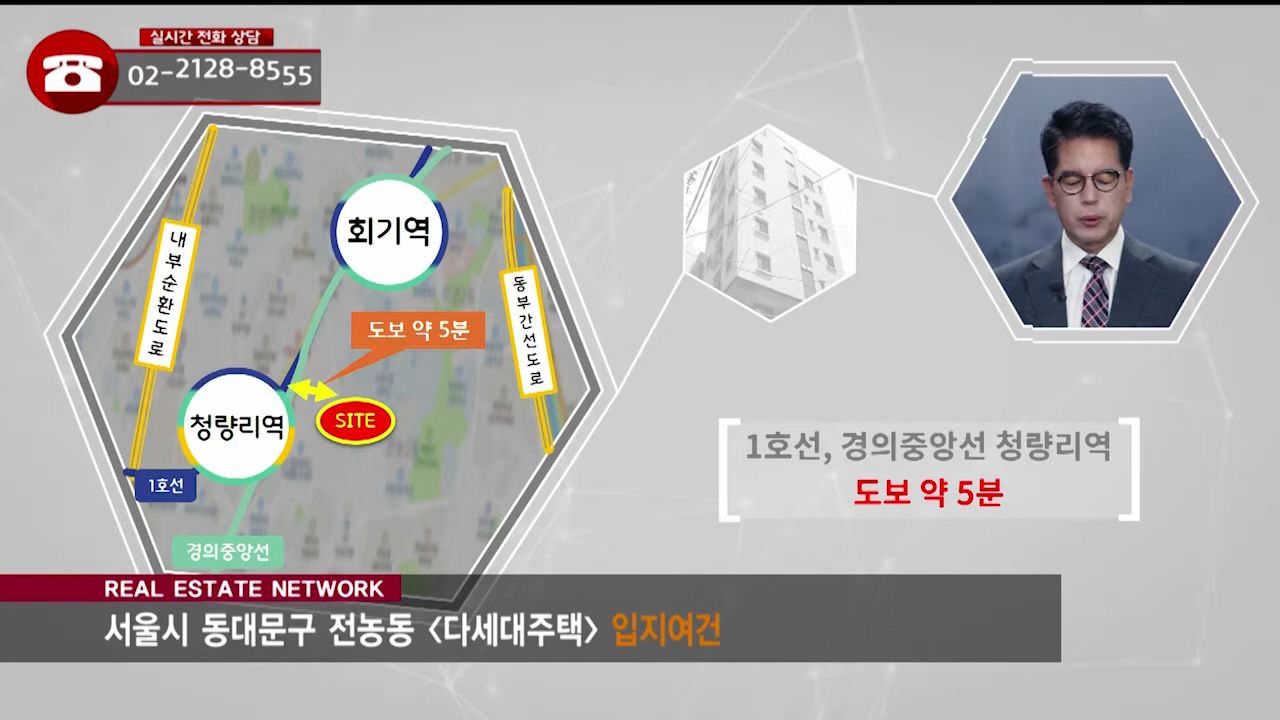 실시간 전화 상담
02-2128-8555
회기역
내부순환도로
동부간선도로
도보 약 5분
청량리역
SITE
1호선
경의중앙선
1호선, 경의중앙선 청량리역
도보 약 5분
REAL ESTATE NETWORK
서울시 동대문구 전농동 <다세대주택> 입지여건